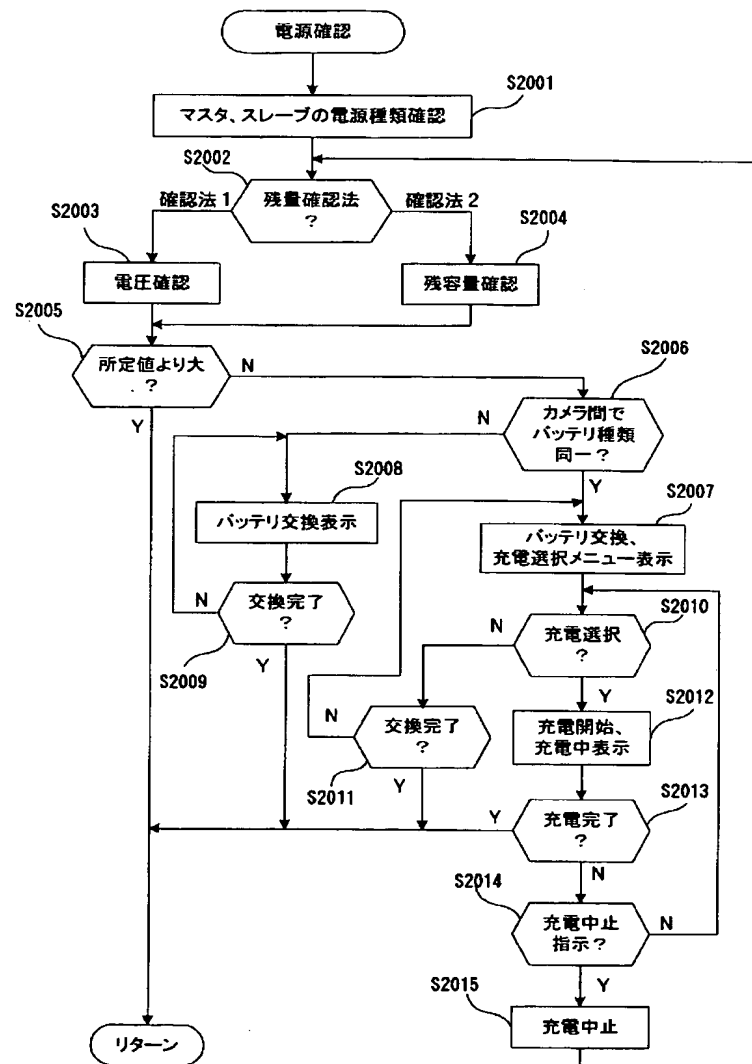 電源確認
S2001
マスタ、スレーブの電源種類確認
S2002
残量確認法
?
確認法1
確認法2
S2003
電圧確認
S2004
残容量確認
S2005
所定値より大
?
N
Y
S2006
カメラ間で
バッテリ種類
同一?
N
Y
S2008
バッテリ交換表示
S2007
バッテリ交換、
充電選択メニュー表示
交換完了
?
N
Y
S2009
S2010
充電選択
?
N
Y
交換完了
?
N
Y
S2011
S2012
充電開始、
充電中表示
S2013
充電完了
?
Y
N
S2014
充電中止
指示?
N
Y
S2015
充電中止
リターン